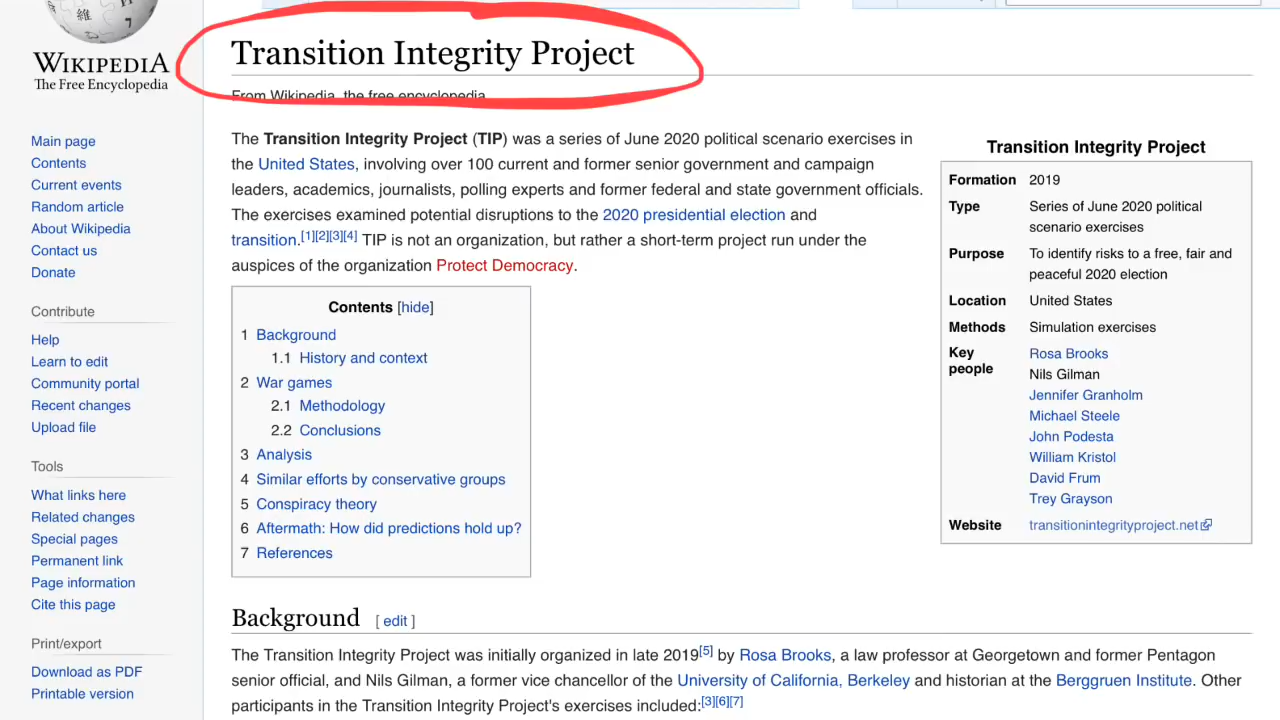 維
7
WIKIPEDIA
The Free Encyclopedia
Main page
Contents
Current events
Random article
About Wikipedia
Contact us
Donate
Contribute
Help
Learn to edit
Community portal
Recent changes
Upload file
Tools
What links here
Related changes
Special pages
Permanent link
Page information
Cite this page
Print/export
Download as PDF
Printable version
Transition Integrity Project
From Wikipedia, the free encyclopedia
The Transition Integrity Project (TIP) was a series of June 2020 political scenario exercises in
the United States, involving over 100 current and former senior government and campaign
leaders, academics, journalists, polling experts and former federal and state government officials.
The exercises examined potential disruptions to the 2020 presidential election and
transition.[1][2][3][4] TIP is not an organization, but rather a short-term project run under the
auspices of the organization Protect Democracy.
Contents [hide]
1 Background
1.1 History and context
2 War games
2.1 Methodology
2.2 Conclusions
3 Analysis
4 Similar efforts by conservative groups
5 Conspiracy theory
6 Aftermath: How did predictions hold up?
7 References
Transition Integrity Project
Formation 2019
Type Series of June 2020 political
scenario exercises
Purpose To identify risks to a free, fair and
peaceful 2020 election
Location United States
Methods Simulation exercises
Key people Rosa Brooks
Nils Gilman
Jennifer Granholm
Michael Steele
John Podesta
William Kristol
David Frum
Trey Grayson
Website transitionintegrityproject.net
Background [ edit ]
The Transition Integrity Project was initially organized in late 2019[5] by Rosa Brooks, a law professor at Georgetown and former Pentagon
senior official, and Nils Gilman, a former vice chancellor of the University of California, Berkeley and historian at the Berggruen Institute. Other
participants in the Transition Integrity Project's exercises included:[3][6][7]